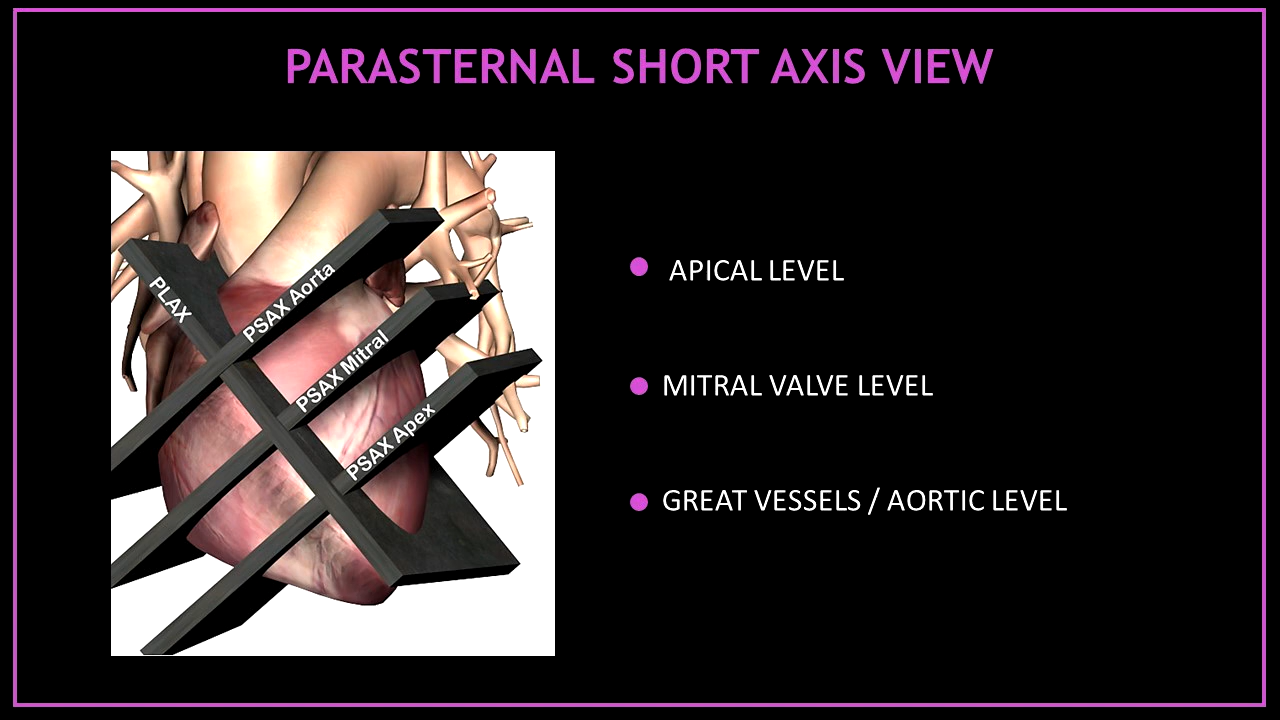 PARASTERNAL SHORT AXIS VIEW
PLAX
PSAX Aorta
PSAX Mitral
PSAX Apex
APICAL LEVEL
MITRAL VALVE LEVEL
GREAT VESSELS / AORTIC LEVEL